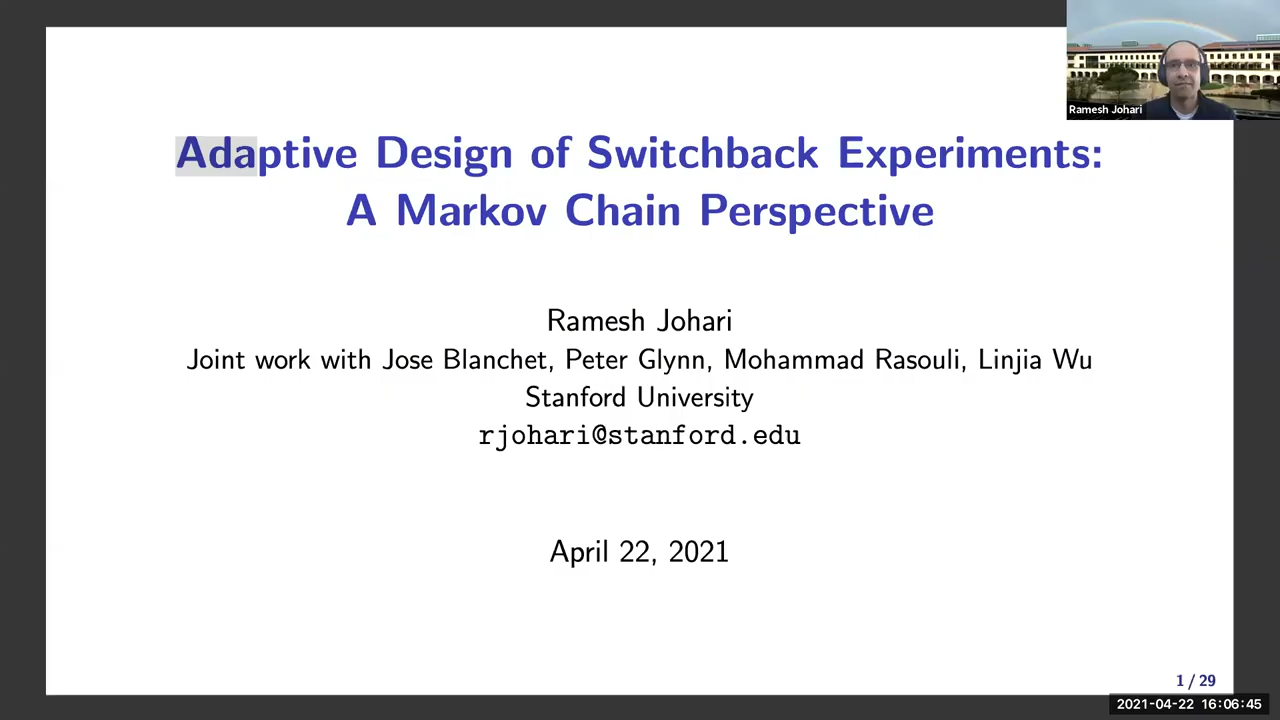 Ramesh Johari
Adaptive Design of Switchback Experiments:
A Markov Chain Perspective
Ramesh Johari
Joint work with Jose Blanchet, Peter Glynn, Mohammad Rasouli, Linjia Wu
Stanford University
rjohari@stanford.edu
April 22, 2021
1 / 29
2021-04-22 16:06:45